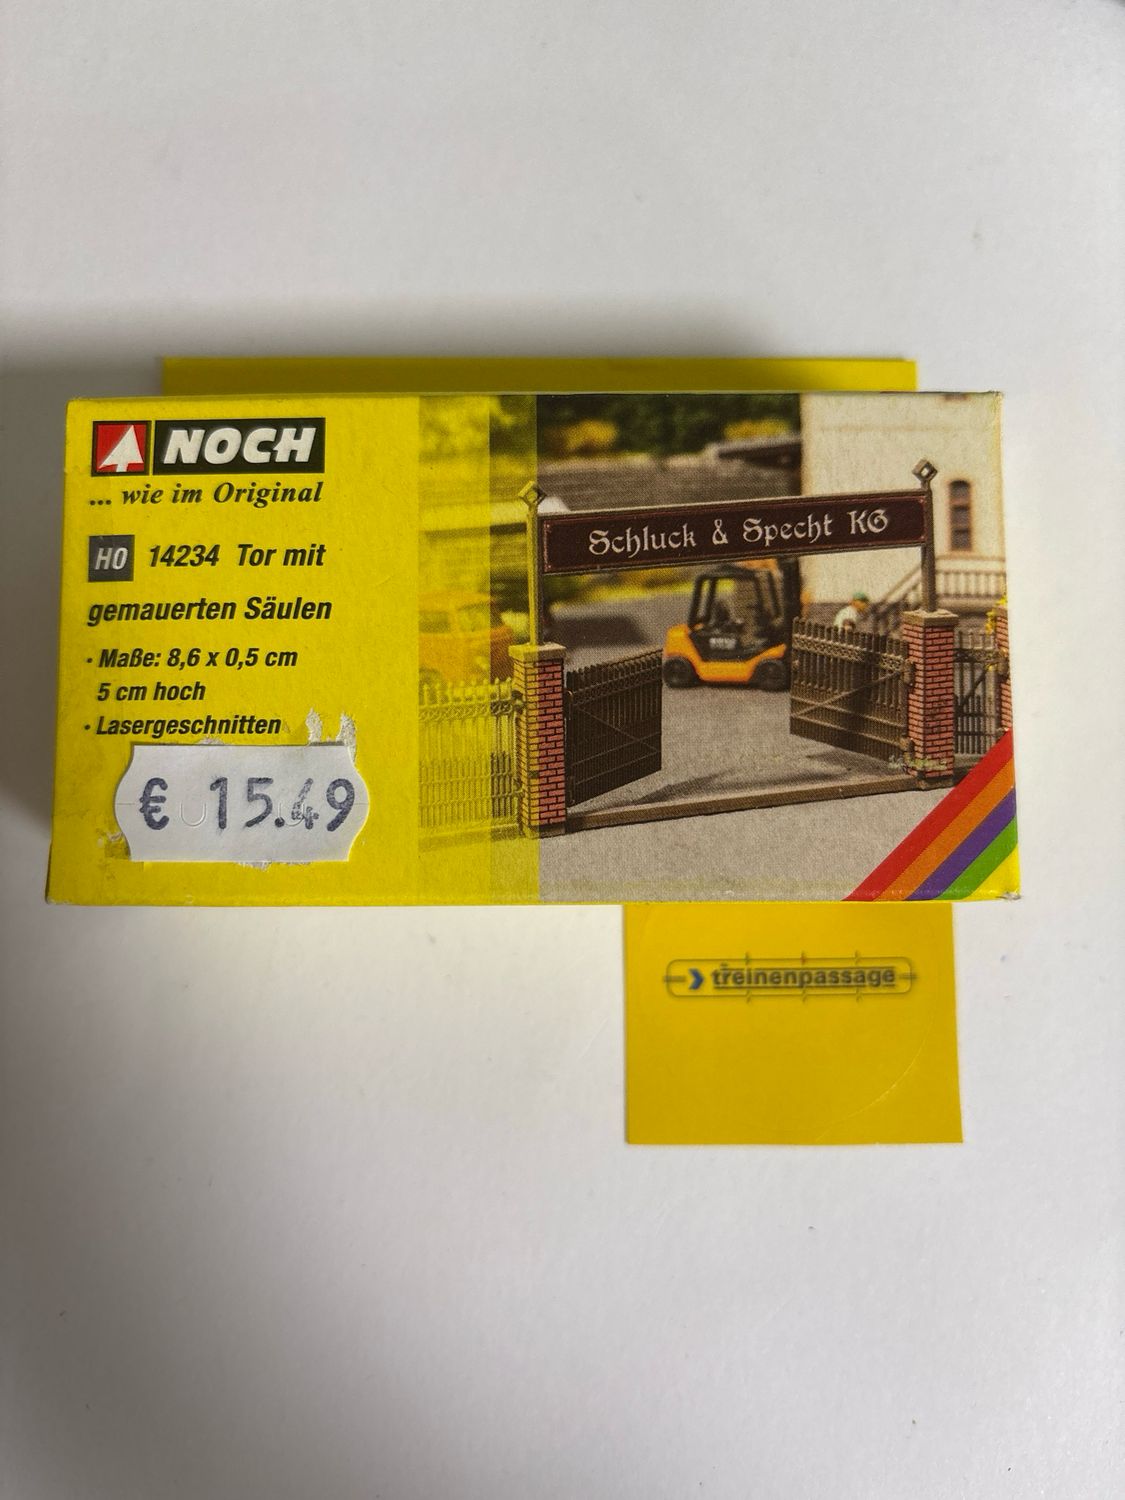 NOCH
... wie im Original
H0 14234 Tor mit
gemauerten Säulen
· Maße: 8,6 x 0,5 cm
5 cm hoch
· Lasergeschnitten
€ 15.49
Schluck & Specht KG
treinenpassage